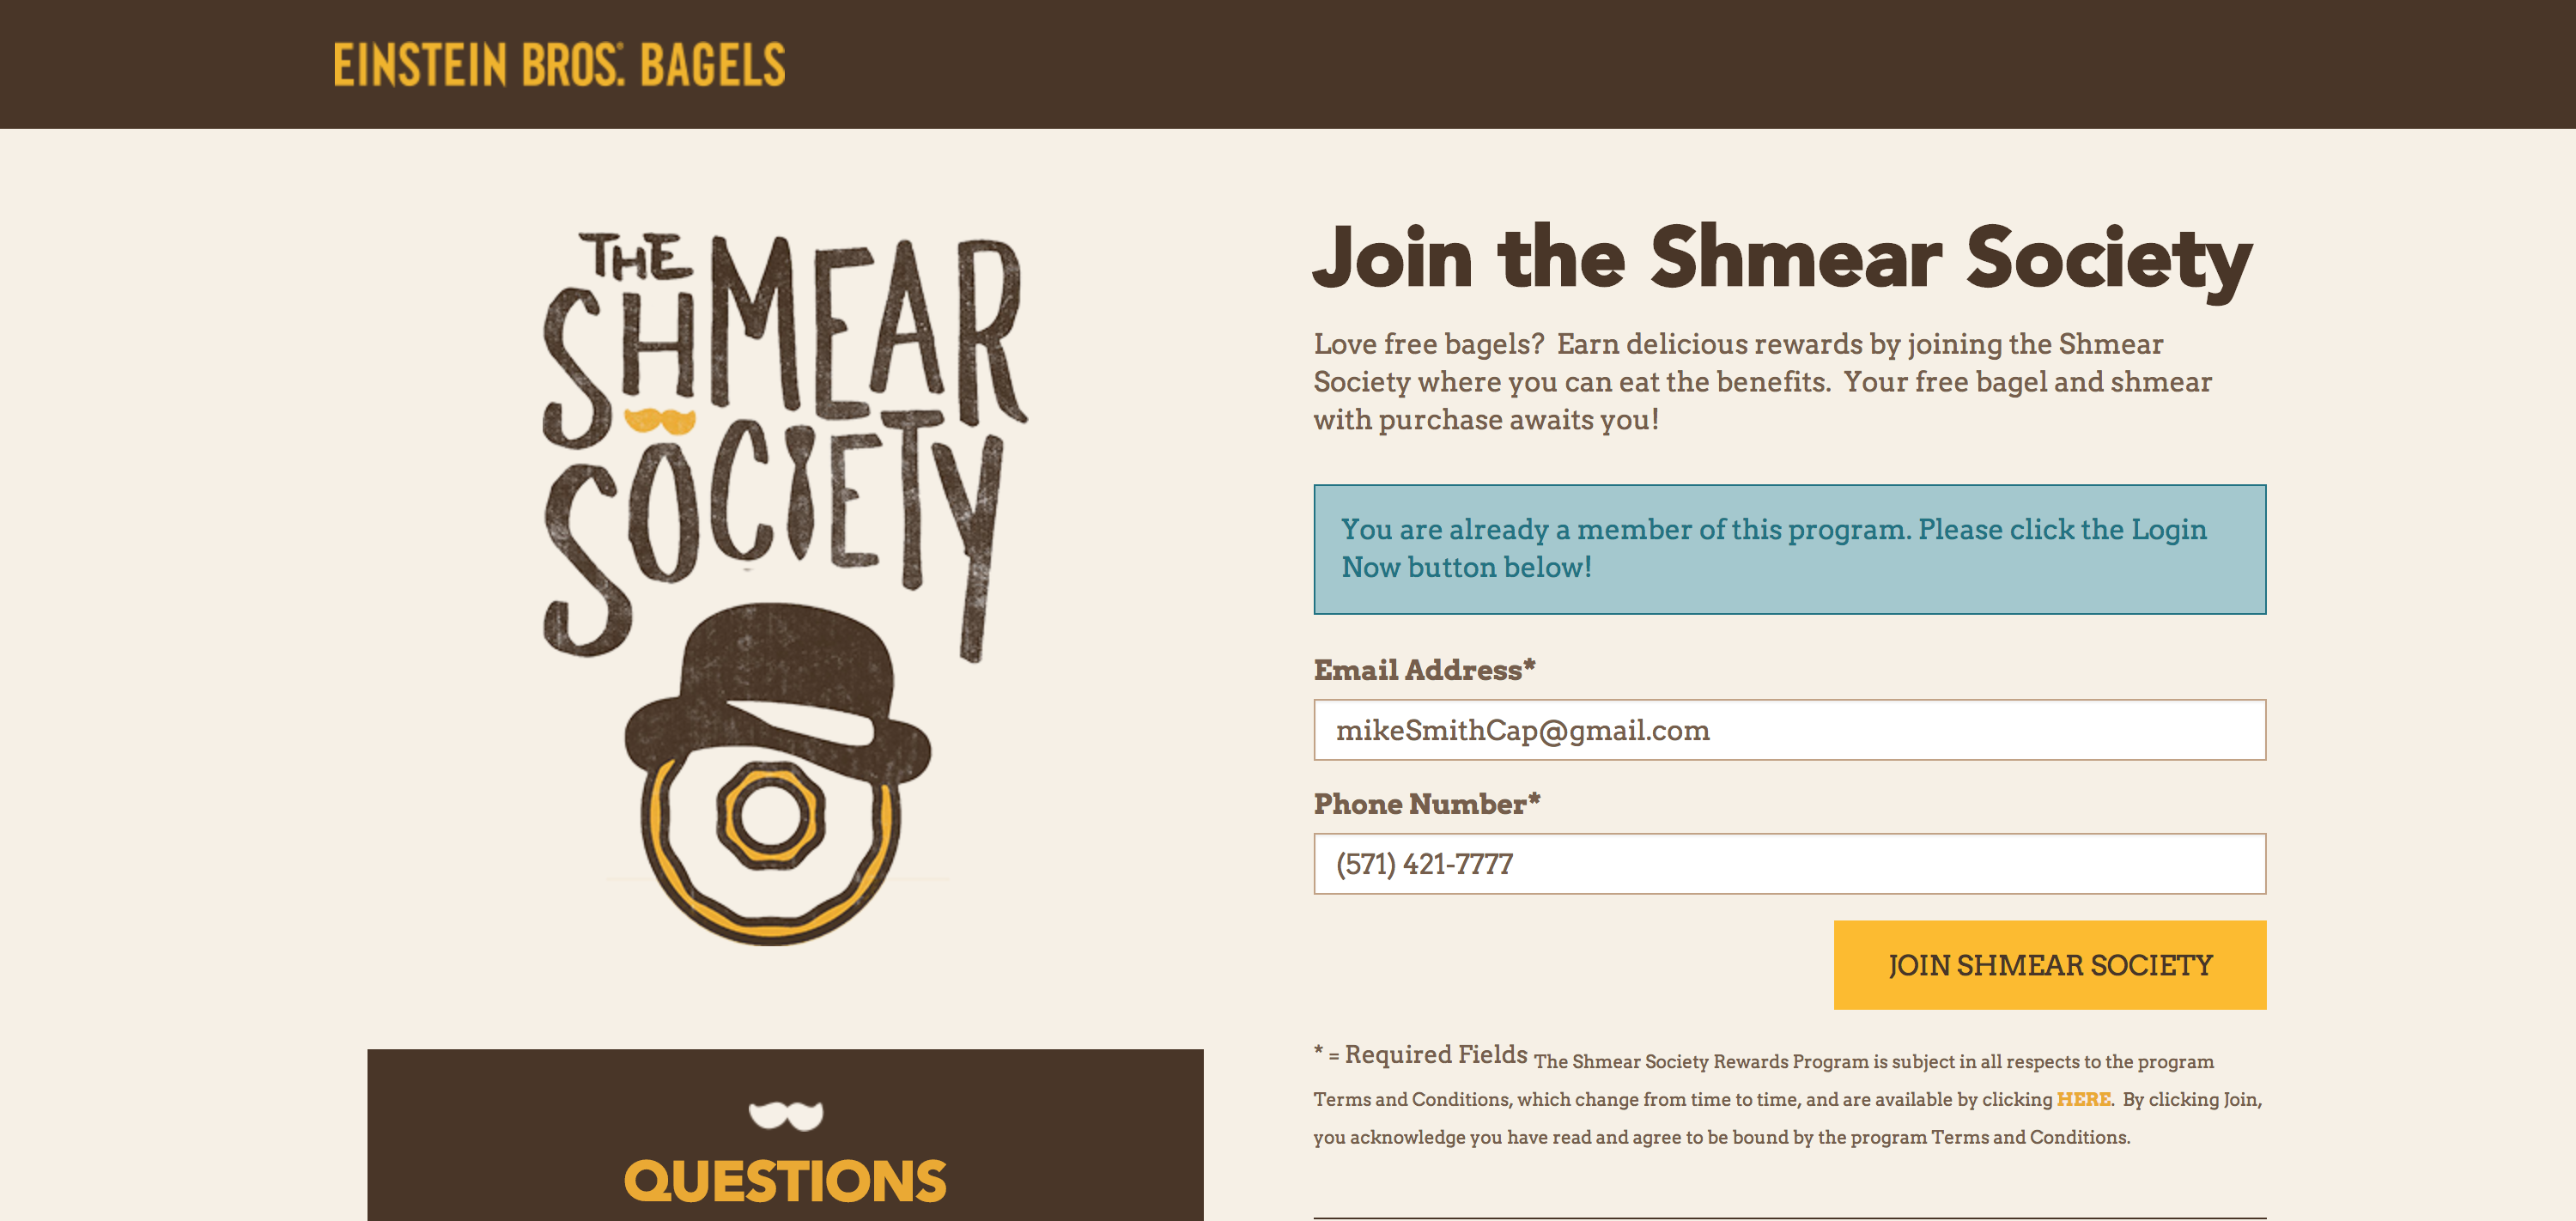 EINSTEIN BROS.® BAGELS
THE
SHMEAR
SOCIETY
Join the Shmear Society
Love free bagels?  Earn delicious rewards by joining the Shmear
Society where you can eat the benefits.  Your free bagel and shmear
with purchase awaits you!
You are already a member of this program. Please click the Login
Now button below!
Email Address*
mikeSmithCap@gmail.com
Phone Number*
(571) 421-7777
JOIN SHMEAR SOCIETY
* = Required Fields The Shmear Society Rewards Program is subject in all respects to the program
Terms and Conditions, which change from time to time, and are available by clicking HERE.  By clicking Join,
you acknowledge you have read and agree to be bound by the program Terms and Conditions.
QUESTIONS